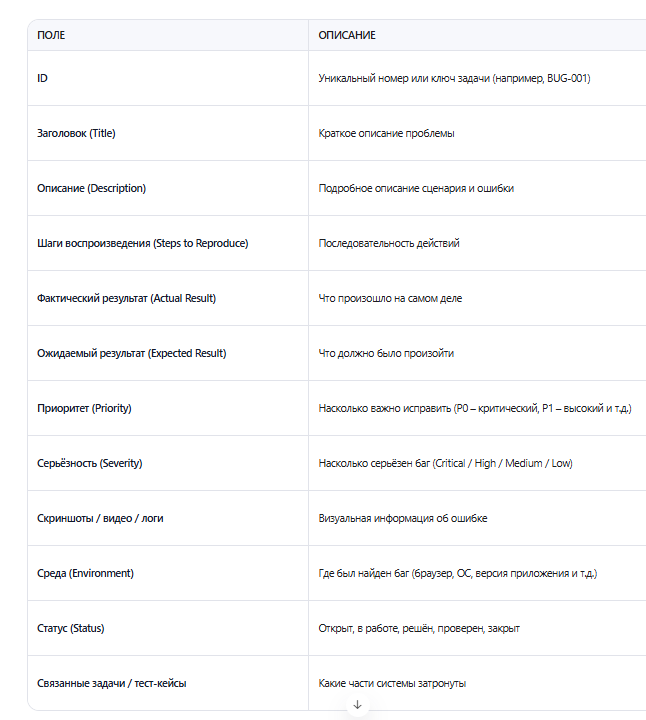 ПОЛЕ ОПИСАНИЕ
ID Уникальный номер или ключ задачи (например, BUG-001)
Заголовок (Title) Краткое описание проблемы
Описание (Description) Подробное описание сценария и ошибки
Шаги воспроизведения (Steps to Reproduce) Последовательность действий
Фактический результат (Actual Result) Что произошло на самом деле
Ожидаемый результат (Expected Result) Что должно было произойти
Приоритет (Priority) Насколько важно исправить (P0 – критический, P1 – высокий и т.д.)
Серьёзность (Severity) Насколько серьёзен баг (Critical / High / Medium / Low)
Скриншоты / видео / логи Визуальная информация об ошибке
Среда (Environment) Где был найден баг (браузер, ОС, версия приложения и т.д.)
Статус (Status) Открыт, в работе, решён, проверен, закрыт
Связанные задачи / тест-кейсы Какие части системы затронуты